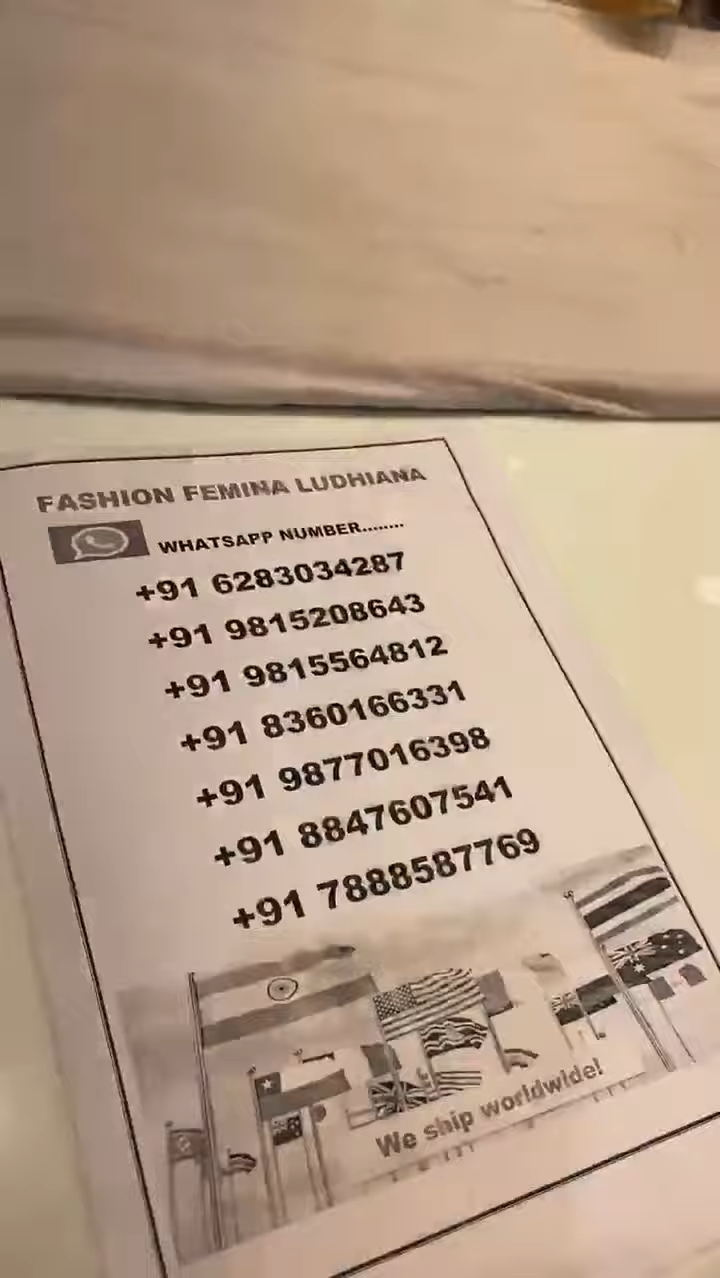 FASHION FEMINA LUDHIANA
WHATSAPP NUMBER........
+91 6283034287
+91 9815208643
+91 9815564812
+91 8360166331
+91 9877016398
+91 8847607541
+91 7888587769
We ship worldwide!